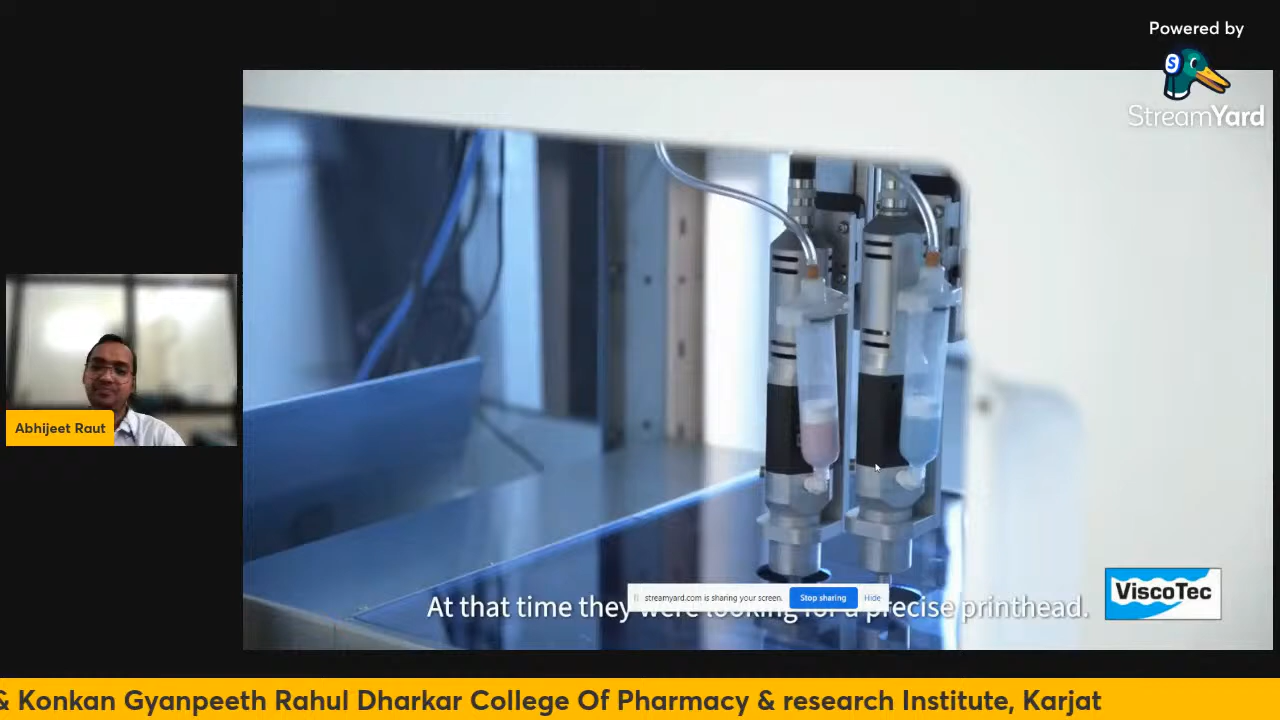 Powered by
S
StreamYard
Abhijeet Raut
streamyard.com is sharing your screen.
Stop sharing
Hide
At that time they were looking for a precise printhead.
ViscoTec
& Konkan Gyanpeeth Rahul Dharkar College Of Pharmacy & research Institute, Karjat